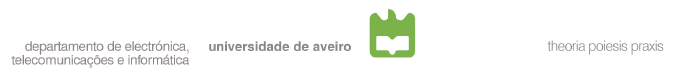 departamento de electrónica,
telecomunicações e informática
universidade de aveiro
theoria poiesis praxis